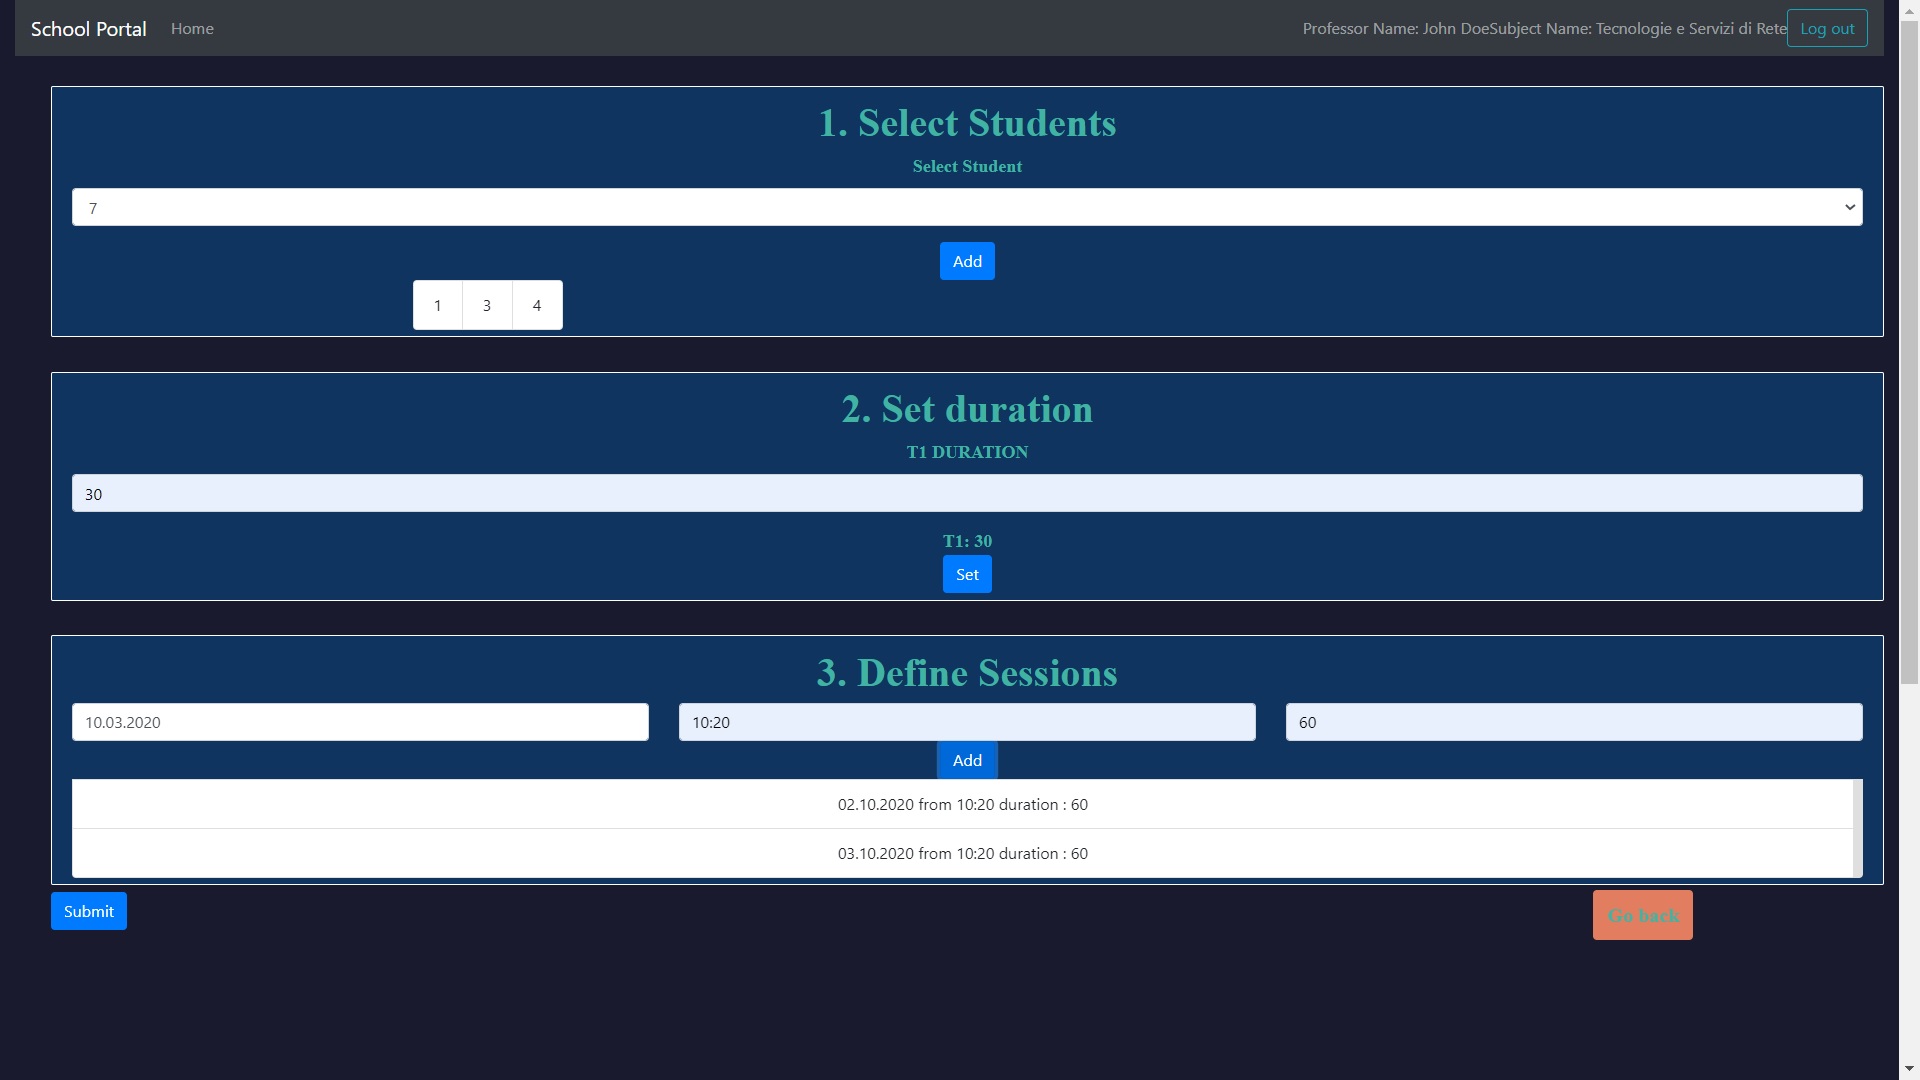 School Portal Home Professor Name: John DoeSubject Name: Tecnologie e Servizi di Rete Log out
1. Select Students
Select Student
7
Add
1 3 4
2. Set duration
T1 DURATION
30
T1: 30
Set
3. Define Sessions
10.03.2020 10:20 60
Add
02.10.2020 from 10:20 duration : 60
03.10.2020 from 10:20 duration : 60
Submit Go back